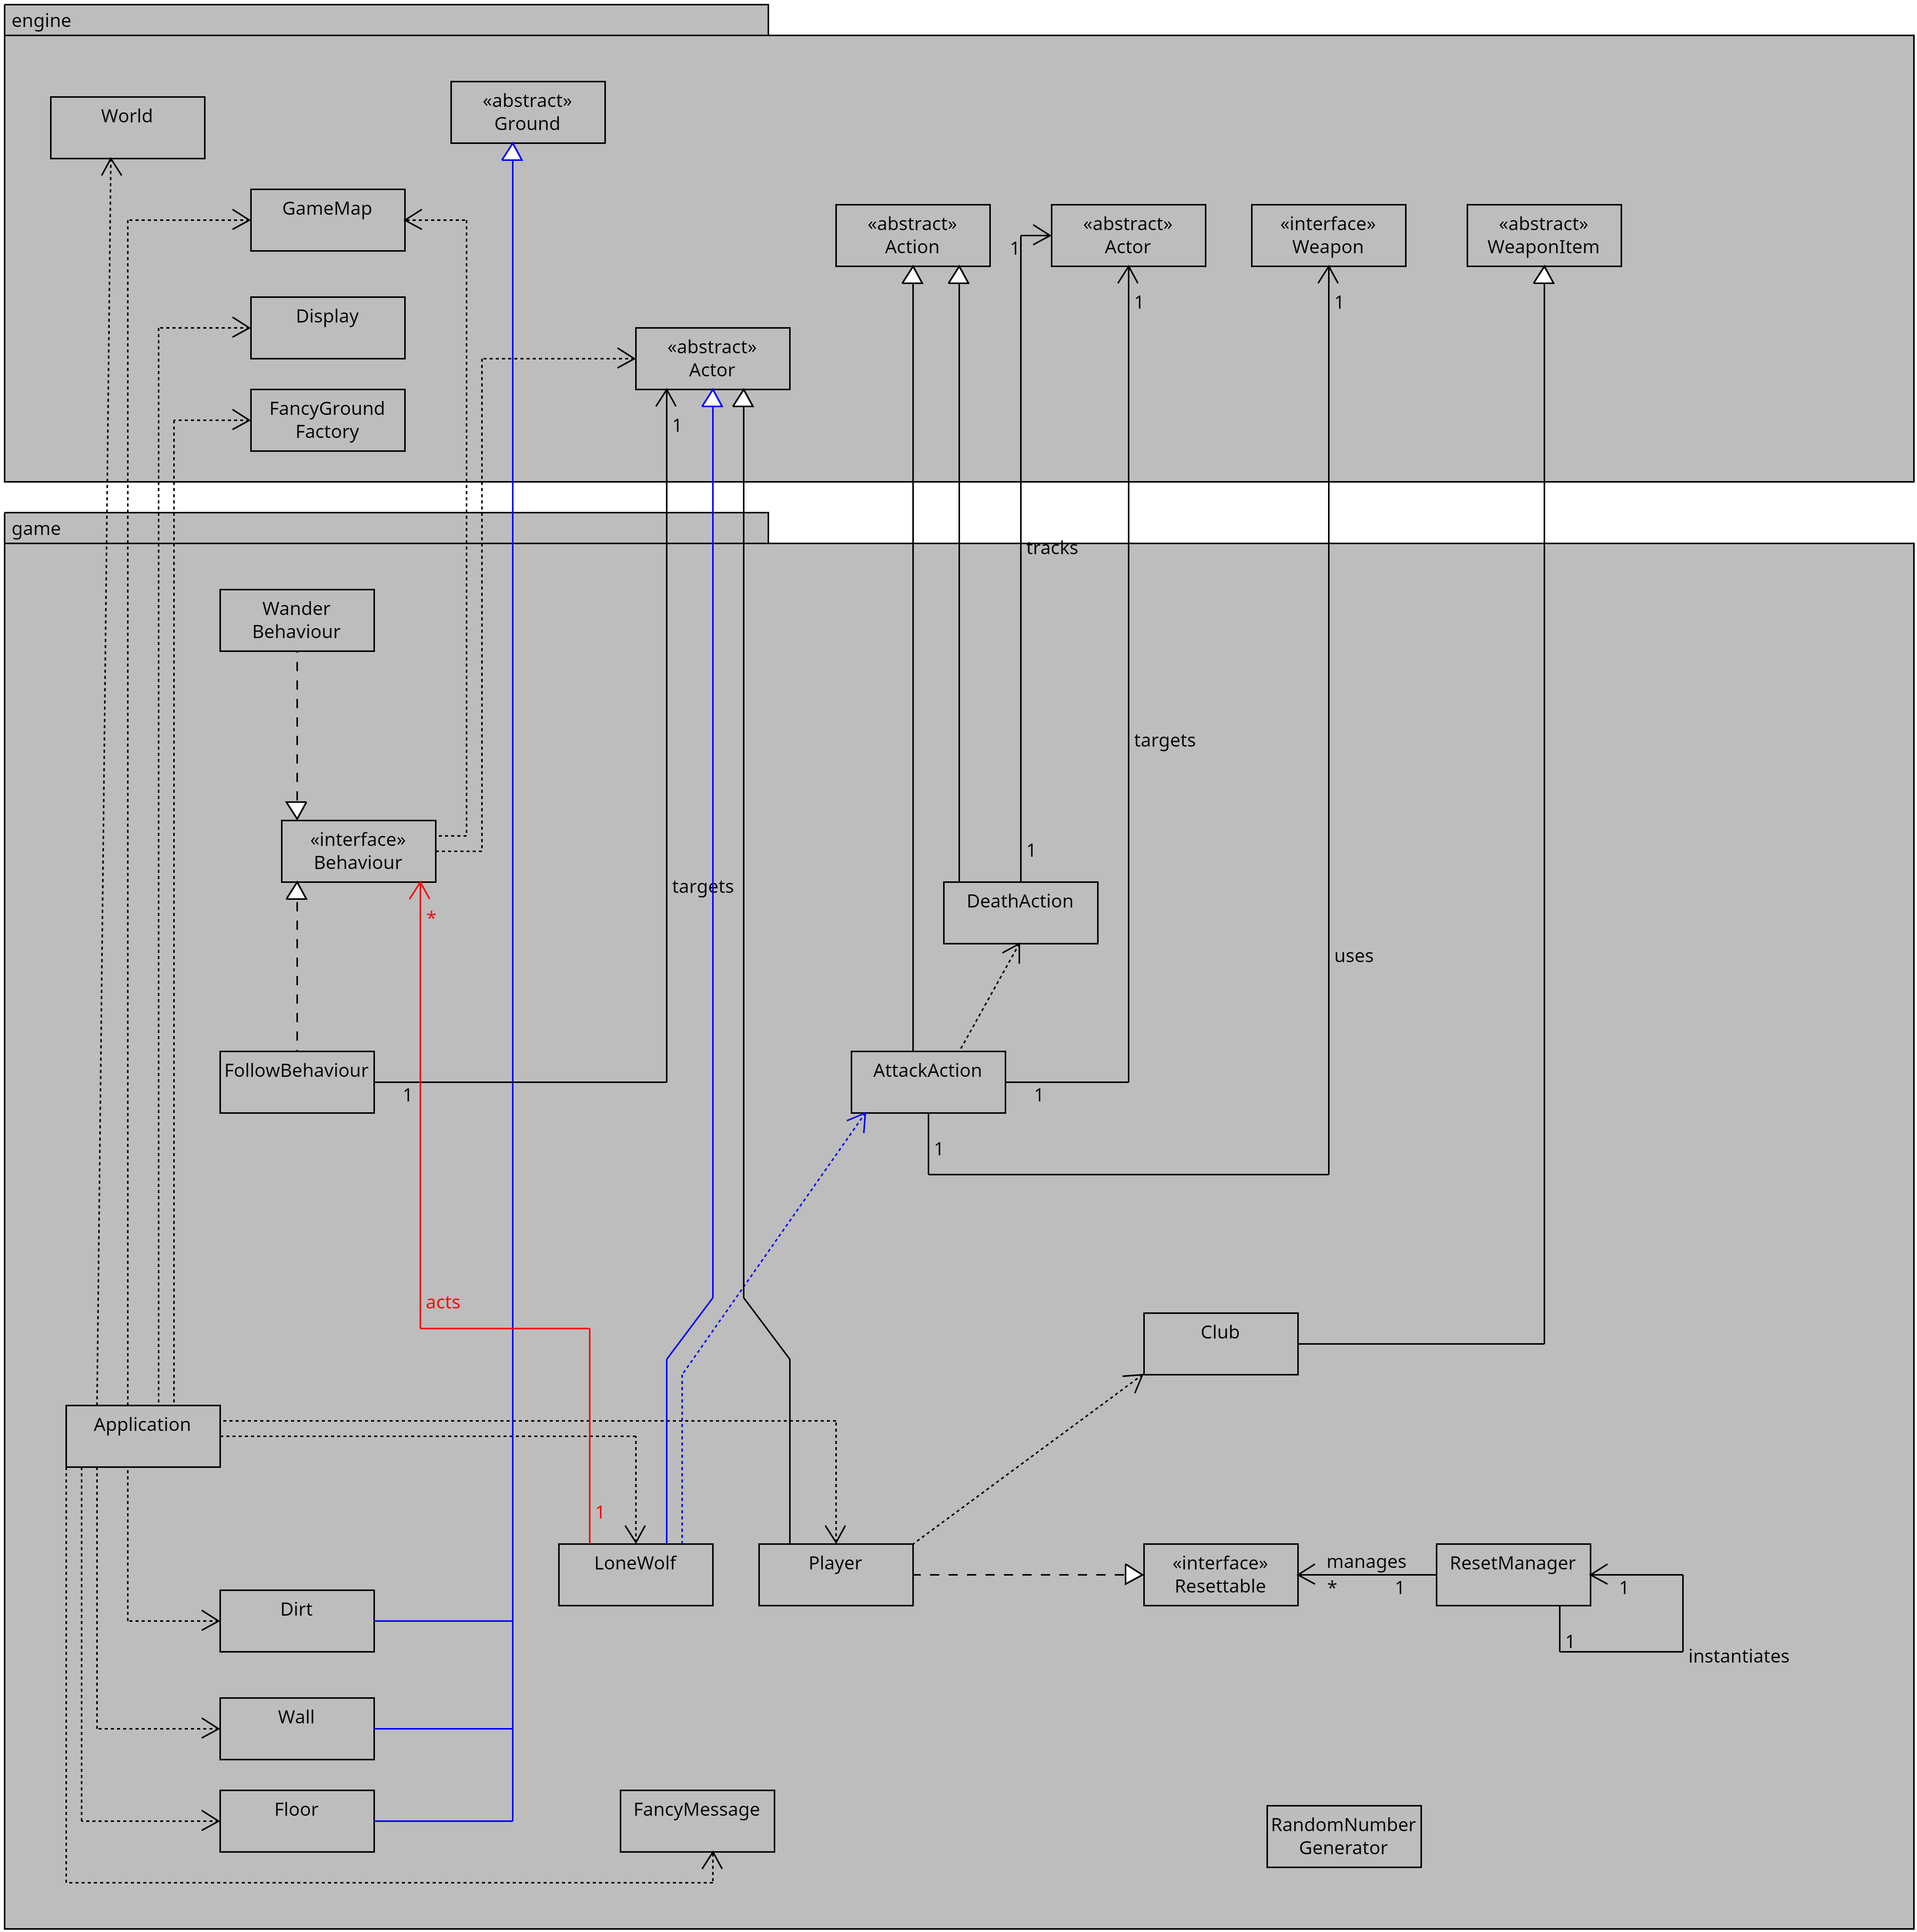 engine
World
«abstract»
Ground
GameMap
«abstract»
Action
«abstract»
Actor
«interface»
Weapon
«abstract»
WeaponItem
1
1
1
Display
«abstract»
Actor
FancyGround
Factory
1
game
tracks
Wander
Behaviour
targets
«interface»
Behaviour
1
targets
*
DeathAction
uses
FollowBehaviour
1
AttackAction
1
1
acts
Club
Application
1
LoneWolf
Player
«interface»
Resettable
manages
*
1
ResetManager
1
1
instantiates
Dirt
Wall
Floor
FancyMessage
RandomNumber
Generator